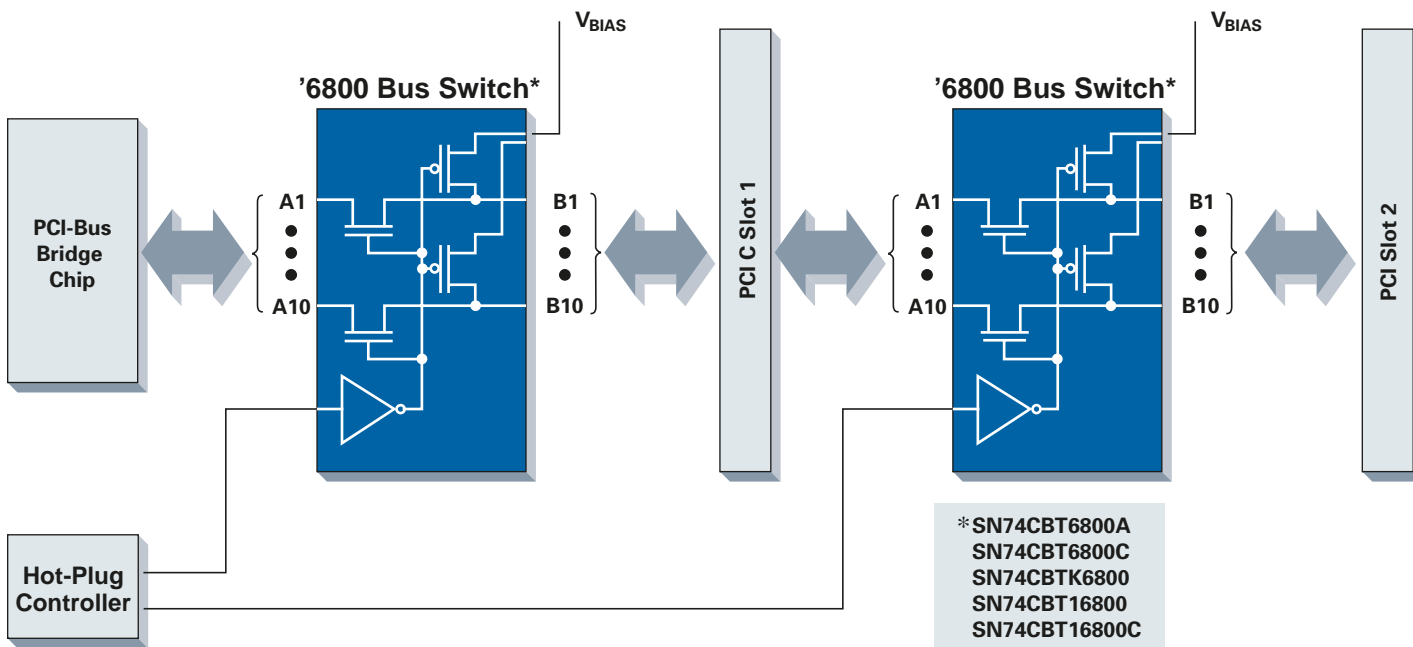 VBIAS
VBIAS
'6800 Bus Switch*
'6800 Bus Switch*
PCI-Bus
Bridge
Chip
A1
A10
B1
B10
PCI C Slot 1
A1
A10
B1
B10
PCI Slot 2
Hot-Plug
Controller
*SN74CBT6800A
SN74CBT6800C
SN74CBTK6800
SN74CBT16800
SN74CBT16800C